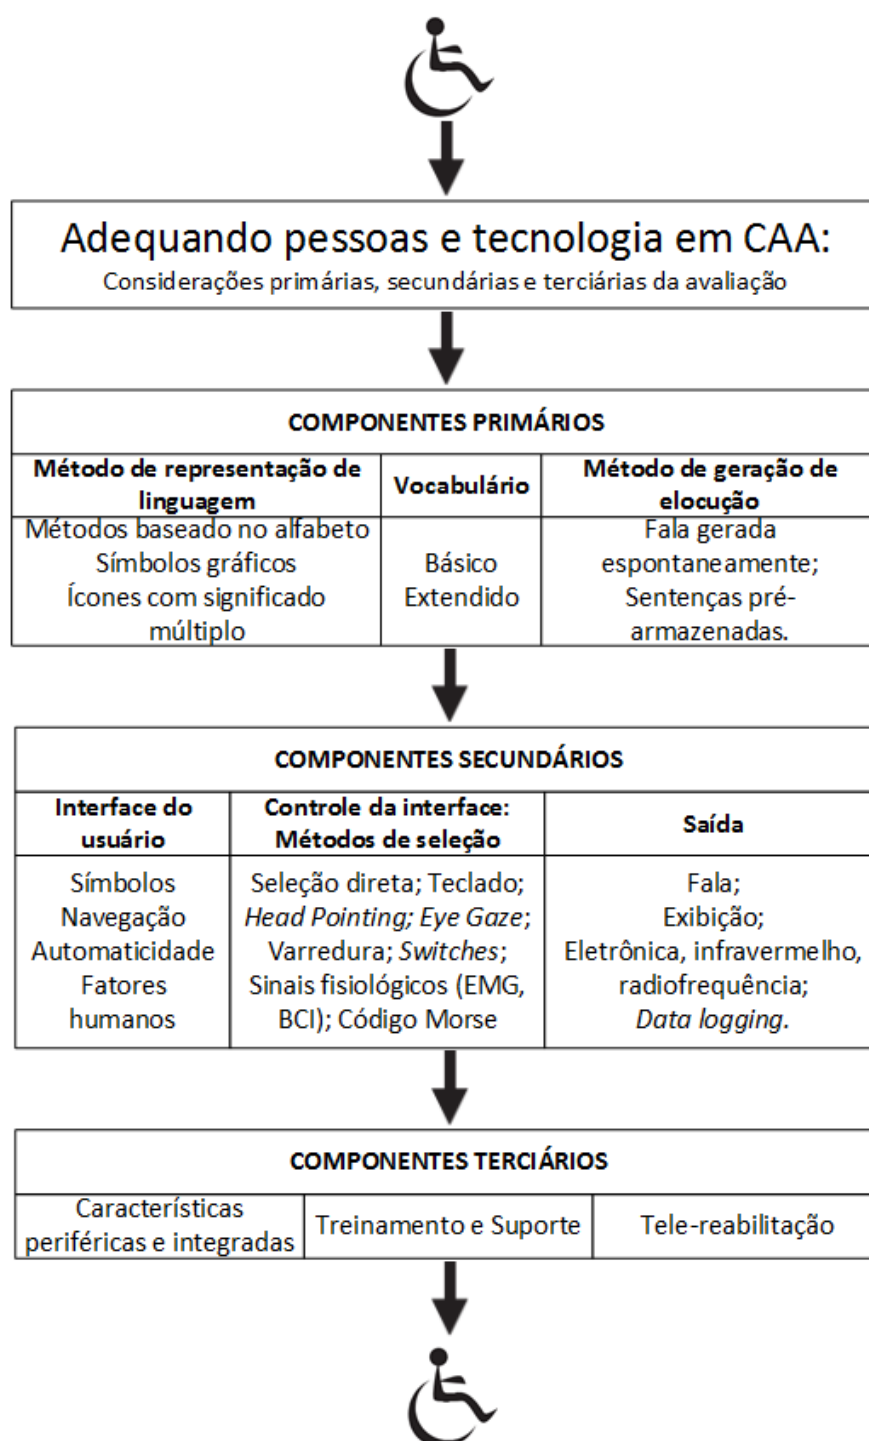 Adequando pessoas e tecnologia em CAA:
Considerações primárias, secundárias e terciárias da avaliação
COMPONENTES PRIMÁRIOS
Método de representação de
linguagem
Vocabulário
Método de geração de
elocução
Métodos baseado no alfabeto
Símbolos gráficos
Ícones com significado
múltiplo
Básico
Extendido
Fala gerada
espontaneamente;
Sentenças pré-
armazenadas.
COMPONENTES SECUNDÁRIOS
Interface do
usuário
Controle da interface:
Métodos de seleção
Saída
Símbolos
Navegação
Automaticidade
Fatores
humanos
Seleção direta; Teclado;
Head Pointing; Eye Gaze;
Varredura; Switches;
Sinais fisiológicos (EMG,
BCI); Código Morse
Fala;
Exibição;
Eletrônica, infravermelho,
radiofrequência;
Data logging.
COMPONENTES TERCIÁRIOS
Características
periféricas e integradas
Treinamento e Suporte
Tele-reabilitação